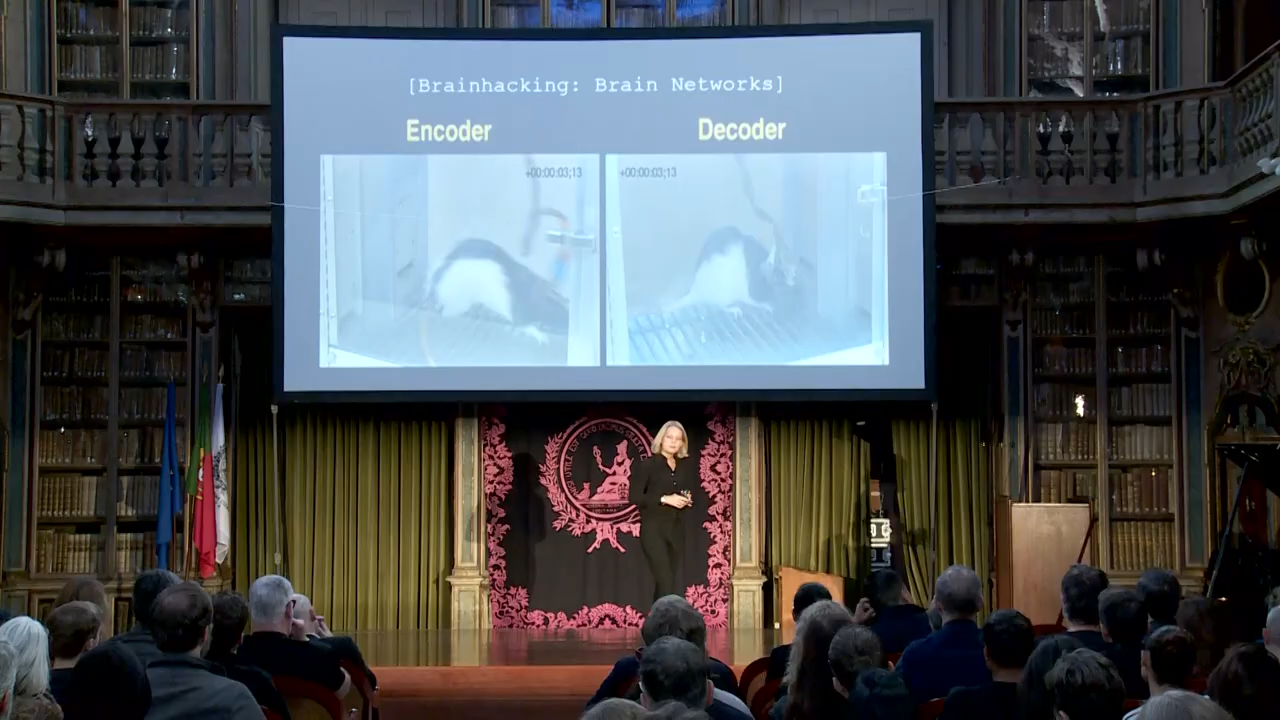 [Brainhacking: Brain Networks]
Encoder
Decoder
+00:00:03;13
+00:00:03;13